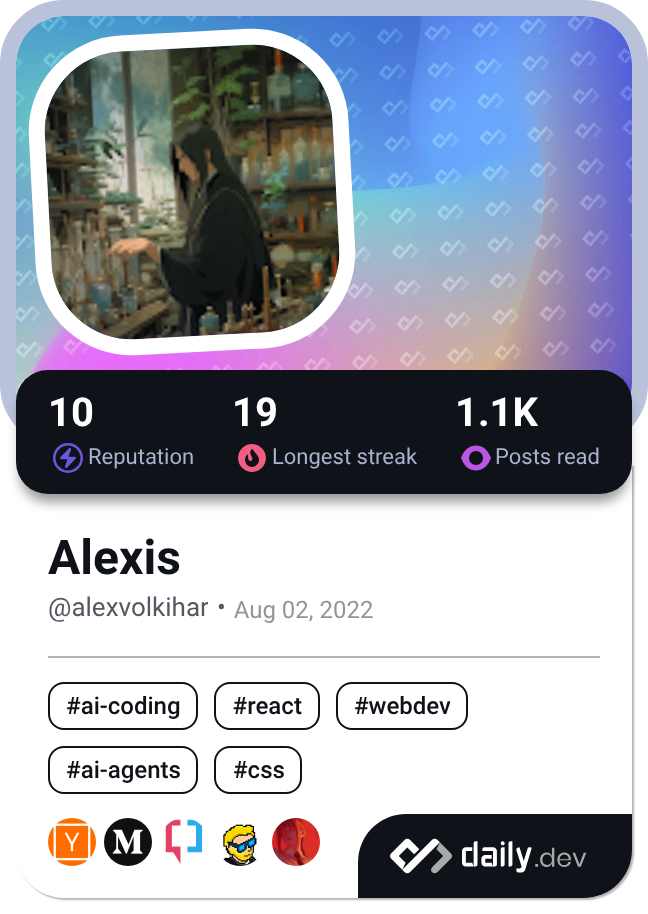 10 19 1.1K
Reputation Longest streak Posts read
Alexis
@alexvolkihar • Aug 02, 2022
#ai-coding #react #webdev
#ai-agents #css
Y M
daily.dev